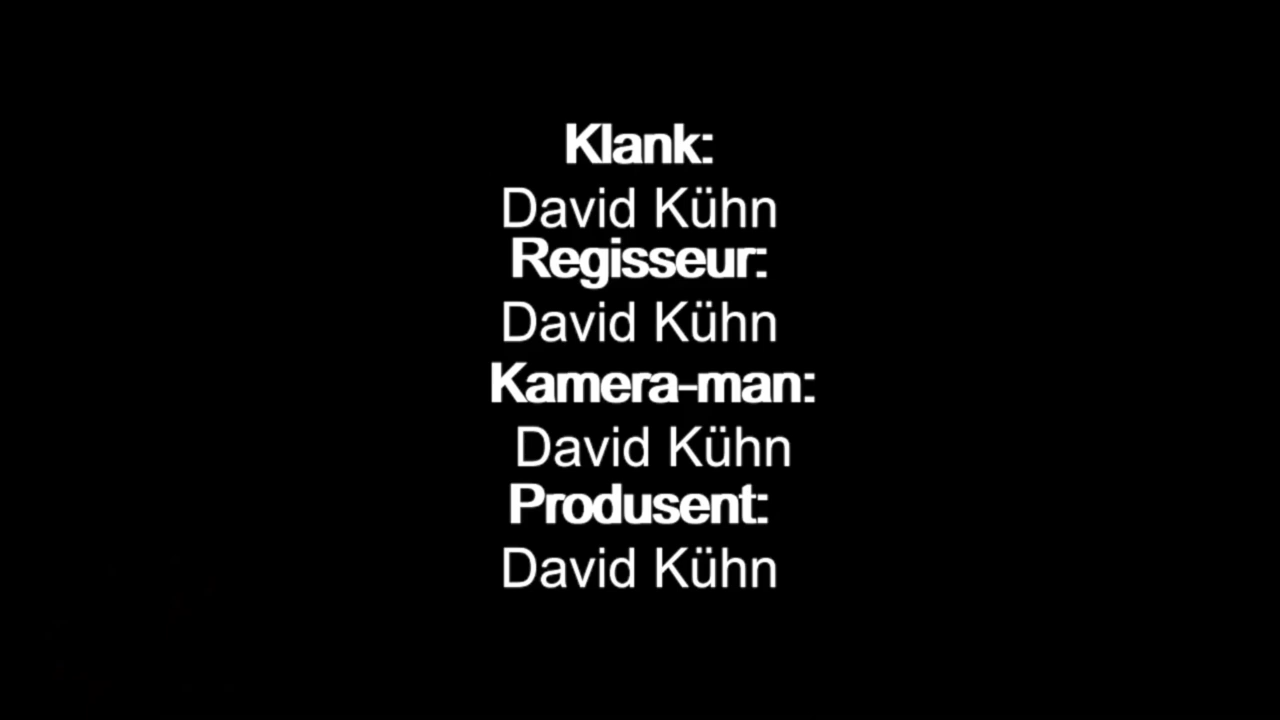 Klank:
David Kühn
Regisseur:
David Kühn
Kamera-man:
David Kühn
Produsent:
David Kühn